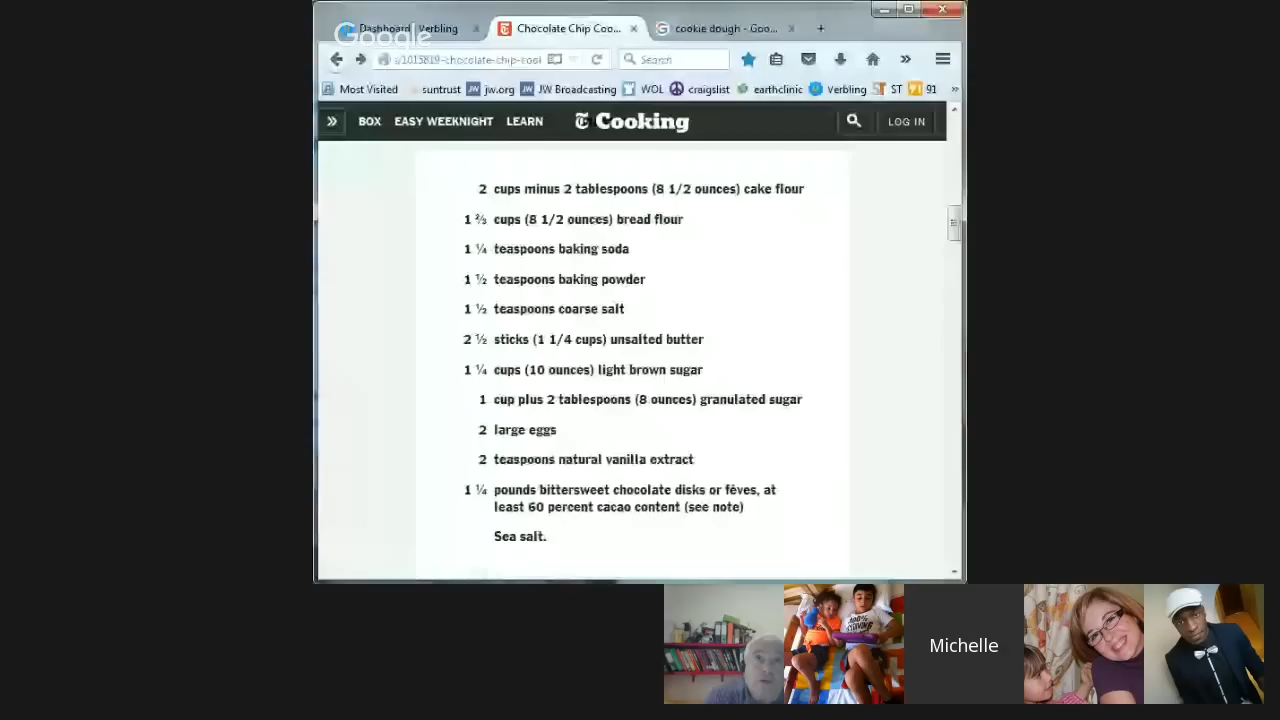 Google
Dashboard Verbling
Chocolate Chip Coo...
cookie dough - Goo...
s/1015819-chocolate-chip-cool
Search
Most Visited suntrust jw.org JW Broadcasting WOL craigslist earthclinic Verbling ST 91
BOX EASY WEEKNIGHT LEARN Cooking LOG IN
2 cups minus 2 tablespoons (8 1/2 ounces) cake flour
1 ⅔ cups (8 1/2 ounces) bread flour
1 ¼ teaspoons baking soda
1 ½ teaspoons baking powder
1 ½ teaspoons coarse salt
2 ½ sticks (1 1/4 cups) unsalted butter
1 ¼ cups (10 ounces) light brown sugar
1 cup plus 2 tablespoons (8 ounces) granulated sugar
2 large eggs
2 teaspoons natural vanilla extract
1 ¼ pounds bittersweet chocolate disks or fèves, at
least 60 percent cacao content (see note)
Sea salt.
Michelle